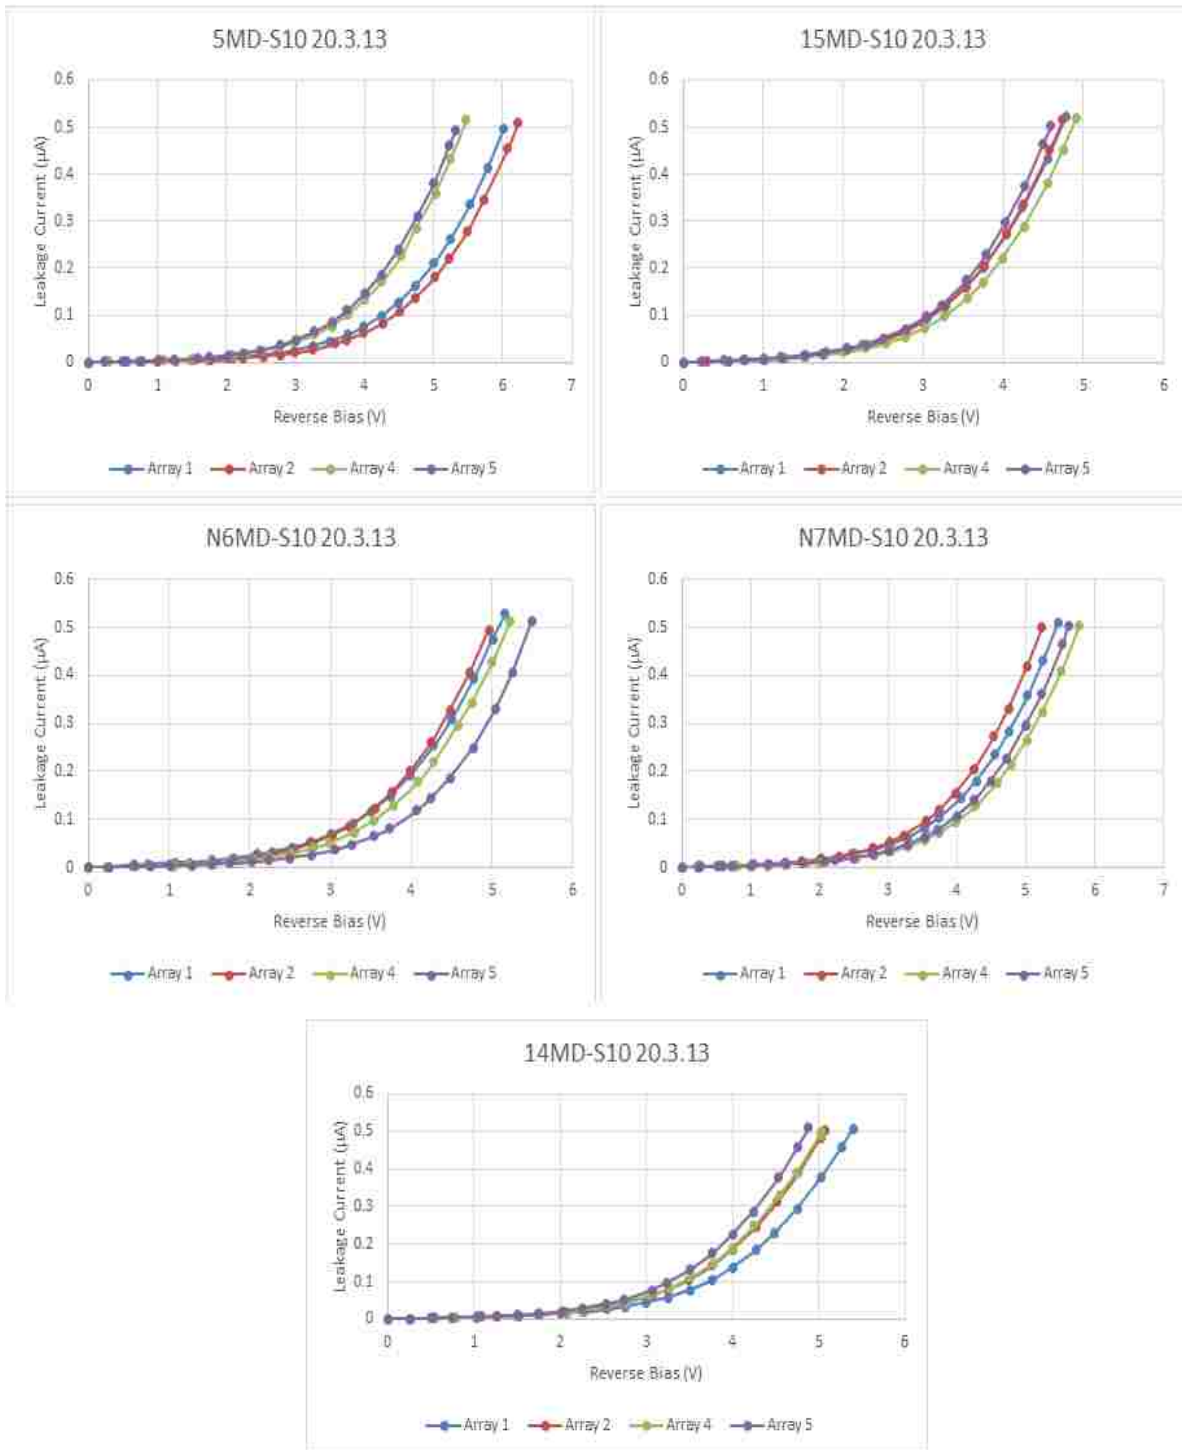 5MD-S10 20.3.13
Leakage Current (µA)
0.6
0.5
0.4
0.3
0.2
0.1
0
0 1 2 3 4 5 6 7
Reverse Bias (V)
Array 1 Array 2 Array 4 Array 5
15MD-S10 20.3.13
Leakage Current (µA)
0.6
0.5
0.4
0.3
0.2
0.1
0
0 1 2 3 4 5 6
Reverse Bias (V)
Array 1 Array 2 Array 4 Array 5
N6MD-S10 20.3.13
Leakage Current (µA)
0.6
0.5
0.4
0.3
0.2
0.1
0
0 1 2 3 4 5 6
Reverse Bias (V)
Array 1 Array 2 Array 4 Array 5
N7MD-S10 20.3.13
Leakage Current (µA)
0.6
0.5
0.4
0.3
0.2
0.1
0
0 1 2 3 4 5 6 7
Reverse Bias (V)
Array 1 Array 2 Array 4 Array 5
14MD-S10 20.3.13
Leakage Current (µA)
0.6
0.5
0.4
0.3
0.2
0.1
0
0 1 2 3 4 5 6
Reverse Bias (V)
Array 1 Array 2 Array 4 Array 5